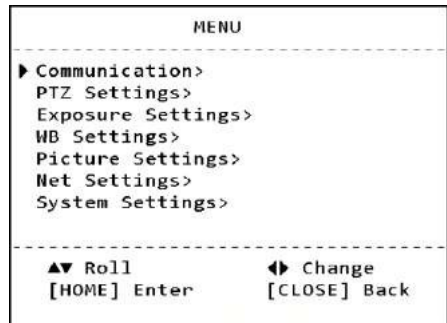 MENU
▶ Communication>
PTZ Settings>
Exposure Settings>
WB Settings>
Picture Settings>
Net Settings>
System Settings>
▲▼ Roll ◀▶ Change
[HOME] Enter [CLOSE] Back